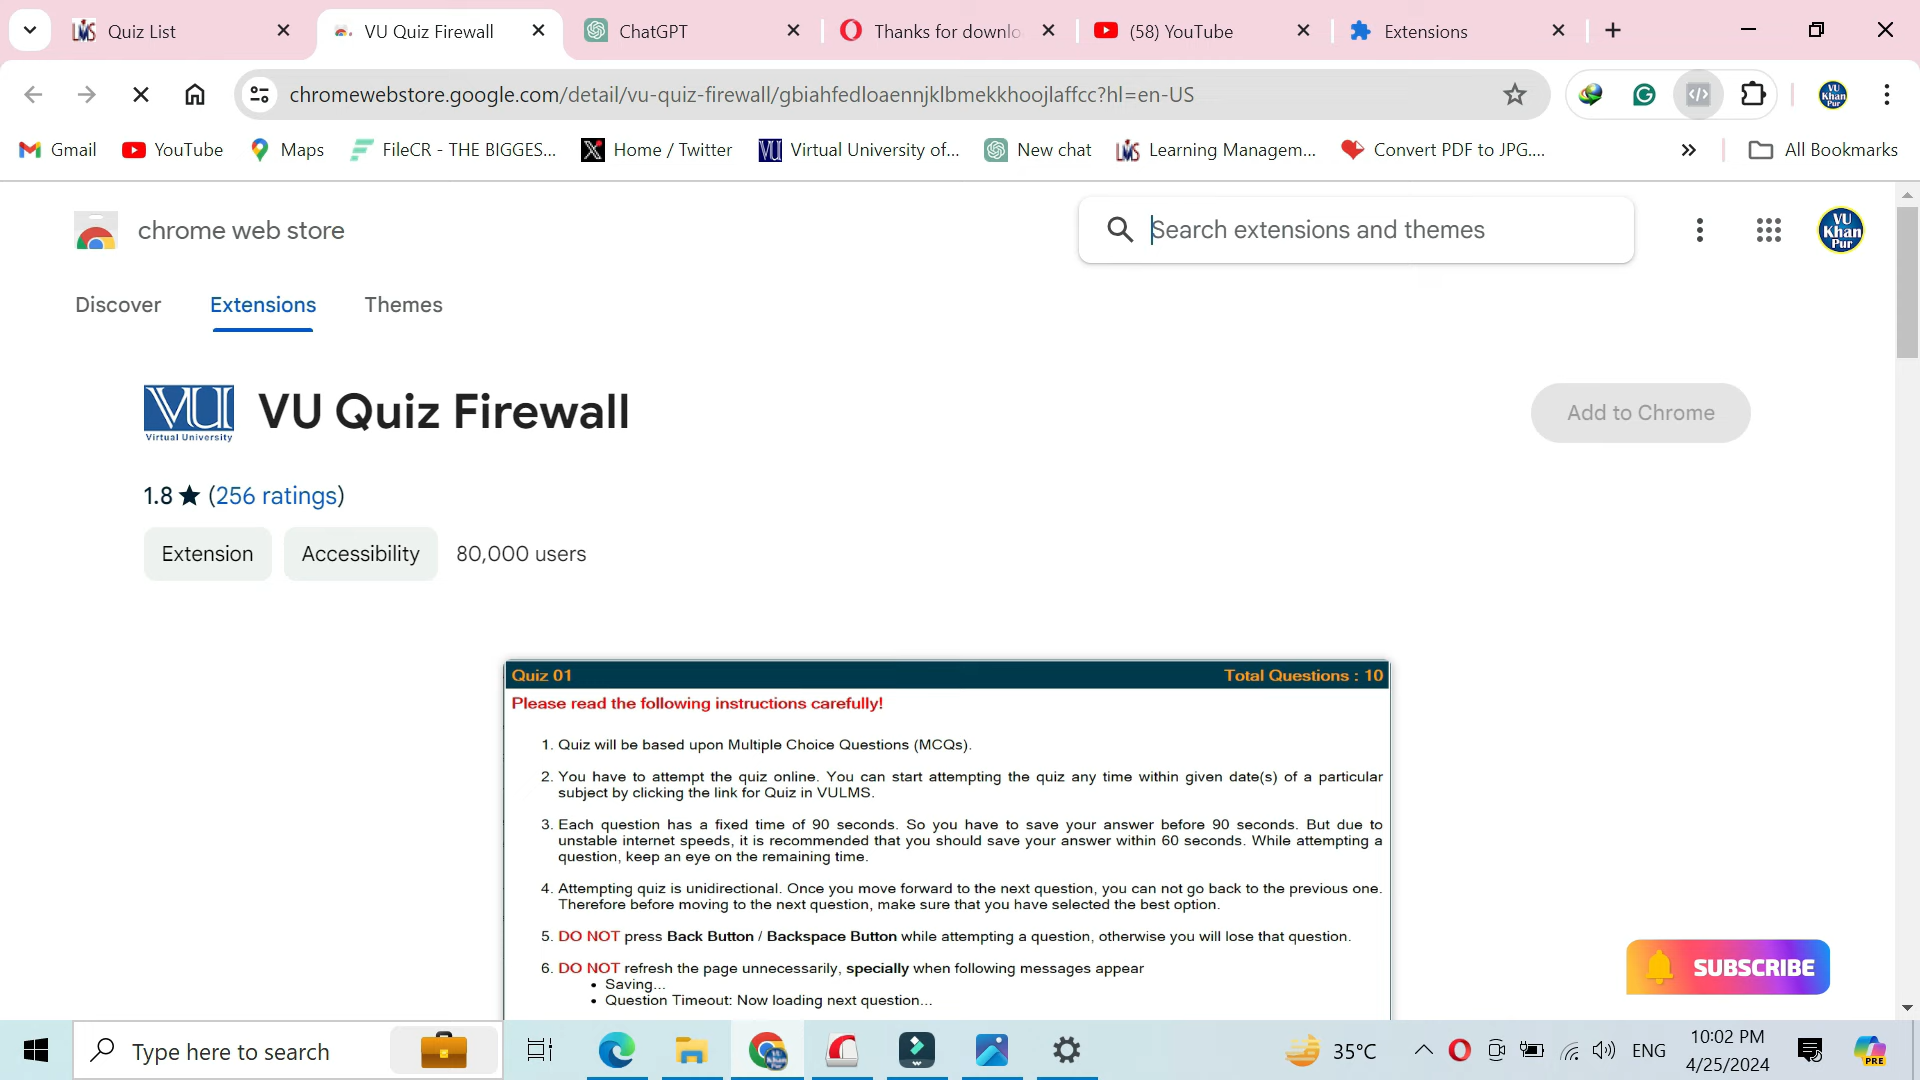 Quiz List
VU Quiz Firewall
ChatGPT
Thanks for downlo
(58) YouTube
Extensions
chromewebstore.google.com/detail/vu-quiz-firewall/gbiahfedloaennjklbmekkhoojlaffcc?hl=en-US
VU Khan Pur
Gmail
YouTube
Maps
FileCR - THE BIGGES...
Home / Twitter
Virtual University of...
New chat
Learning Managem...
Convert PDF to JPG....
All Bookmarks
chrome web store
Search extensions and themes
VU
Khan
Pur
Discover
Extensions
Themes
VU
Virtual University
VU Quiz Firewall
Add to Chrome
1.8 ★ (256 ratings)
Extension
Accessibility
80,000 users
Quiz 01
Total Questions : 10
Please read the following instructions carefully!
1. Quiz will be based upon Multiple Choice Questions (MCQs).
2. You have to attempt the quiz online. You can start attempting the quiz any time within given date(s) of a particular
subject by clicking the link for Quiz in VULMS.
3. Each question has a fixed time of 90 seconds. So you have to save your answer before 90 seconds. But due to
unstable internet speeds, it is recommended that you should save your answer within 60 seconds. While attempting a
question, keep an eye on the remaining time.
4. Attempting quiz is unidirectional. Once you move forward to the next question, you can not go back to the previous one.
Therefore before moving to the next question, make sure that you have selected the best option.
5. DO NOT press Back Button / Backspace Button while attempting a question, otherwise you will lose that question.
6. DO NOT refresh the page unnecessarily, specially when following messages appear
• Saving...
• Question Timeout: Now loading next question...
SUBSCRIBE
Type here to search
35°C
ENG
10:02 PM
4/25/2024
PRE